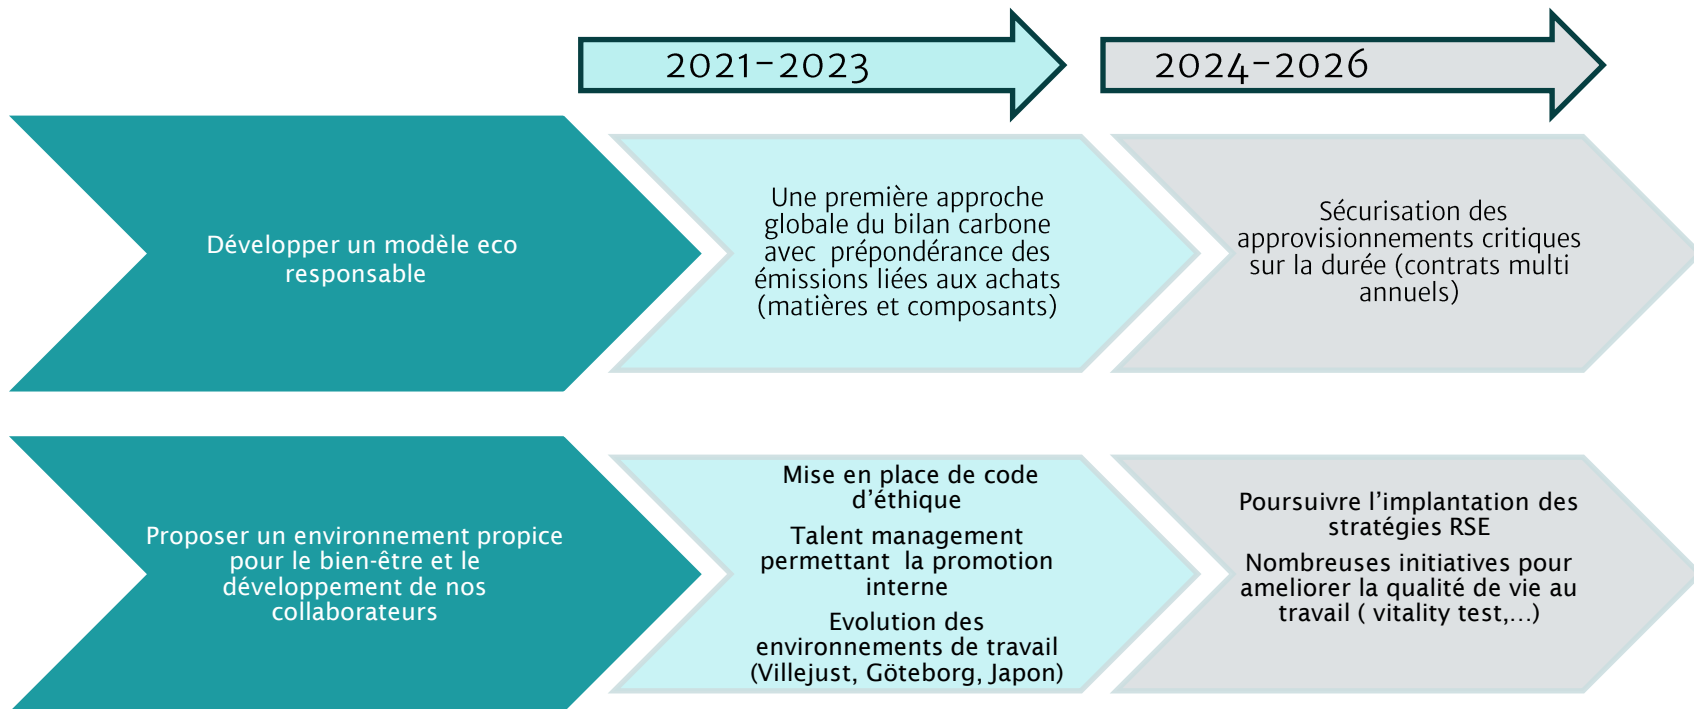 2021-2023
2024-2026
Développer un modèle eco
responsable
Une première approche
globale du bilan carbone
avec prépondérance des
émissions liées aux achats
(matières et composants)
Sécurisation des
approvisionnements critiques
sur la durée (contrats multi
annuels)
Proposer un environnement propice
pour le bien-être et le
développement de nos
collaborateurs
Mise en place de code
d’éthique
Talent management
permettant la promotion
interne
Evolution des
environnements de travail
(Villejust, Göteborg, Japon)
Poursuivre l’implantation des
stratégies RSE
Nombreuses initiatives pour
ameliorer la qualité de vie au
travail ( vitality test,...)